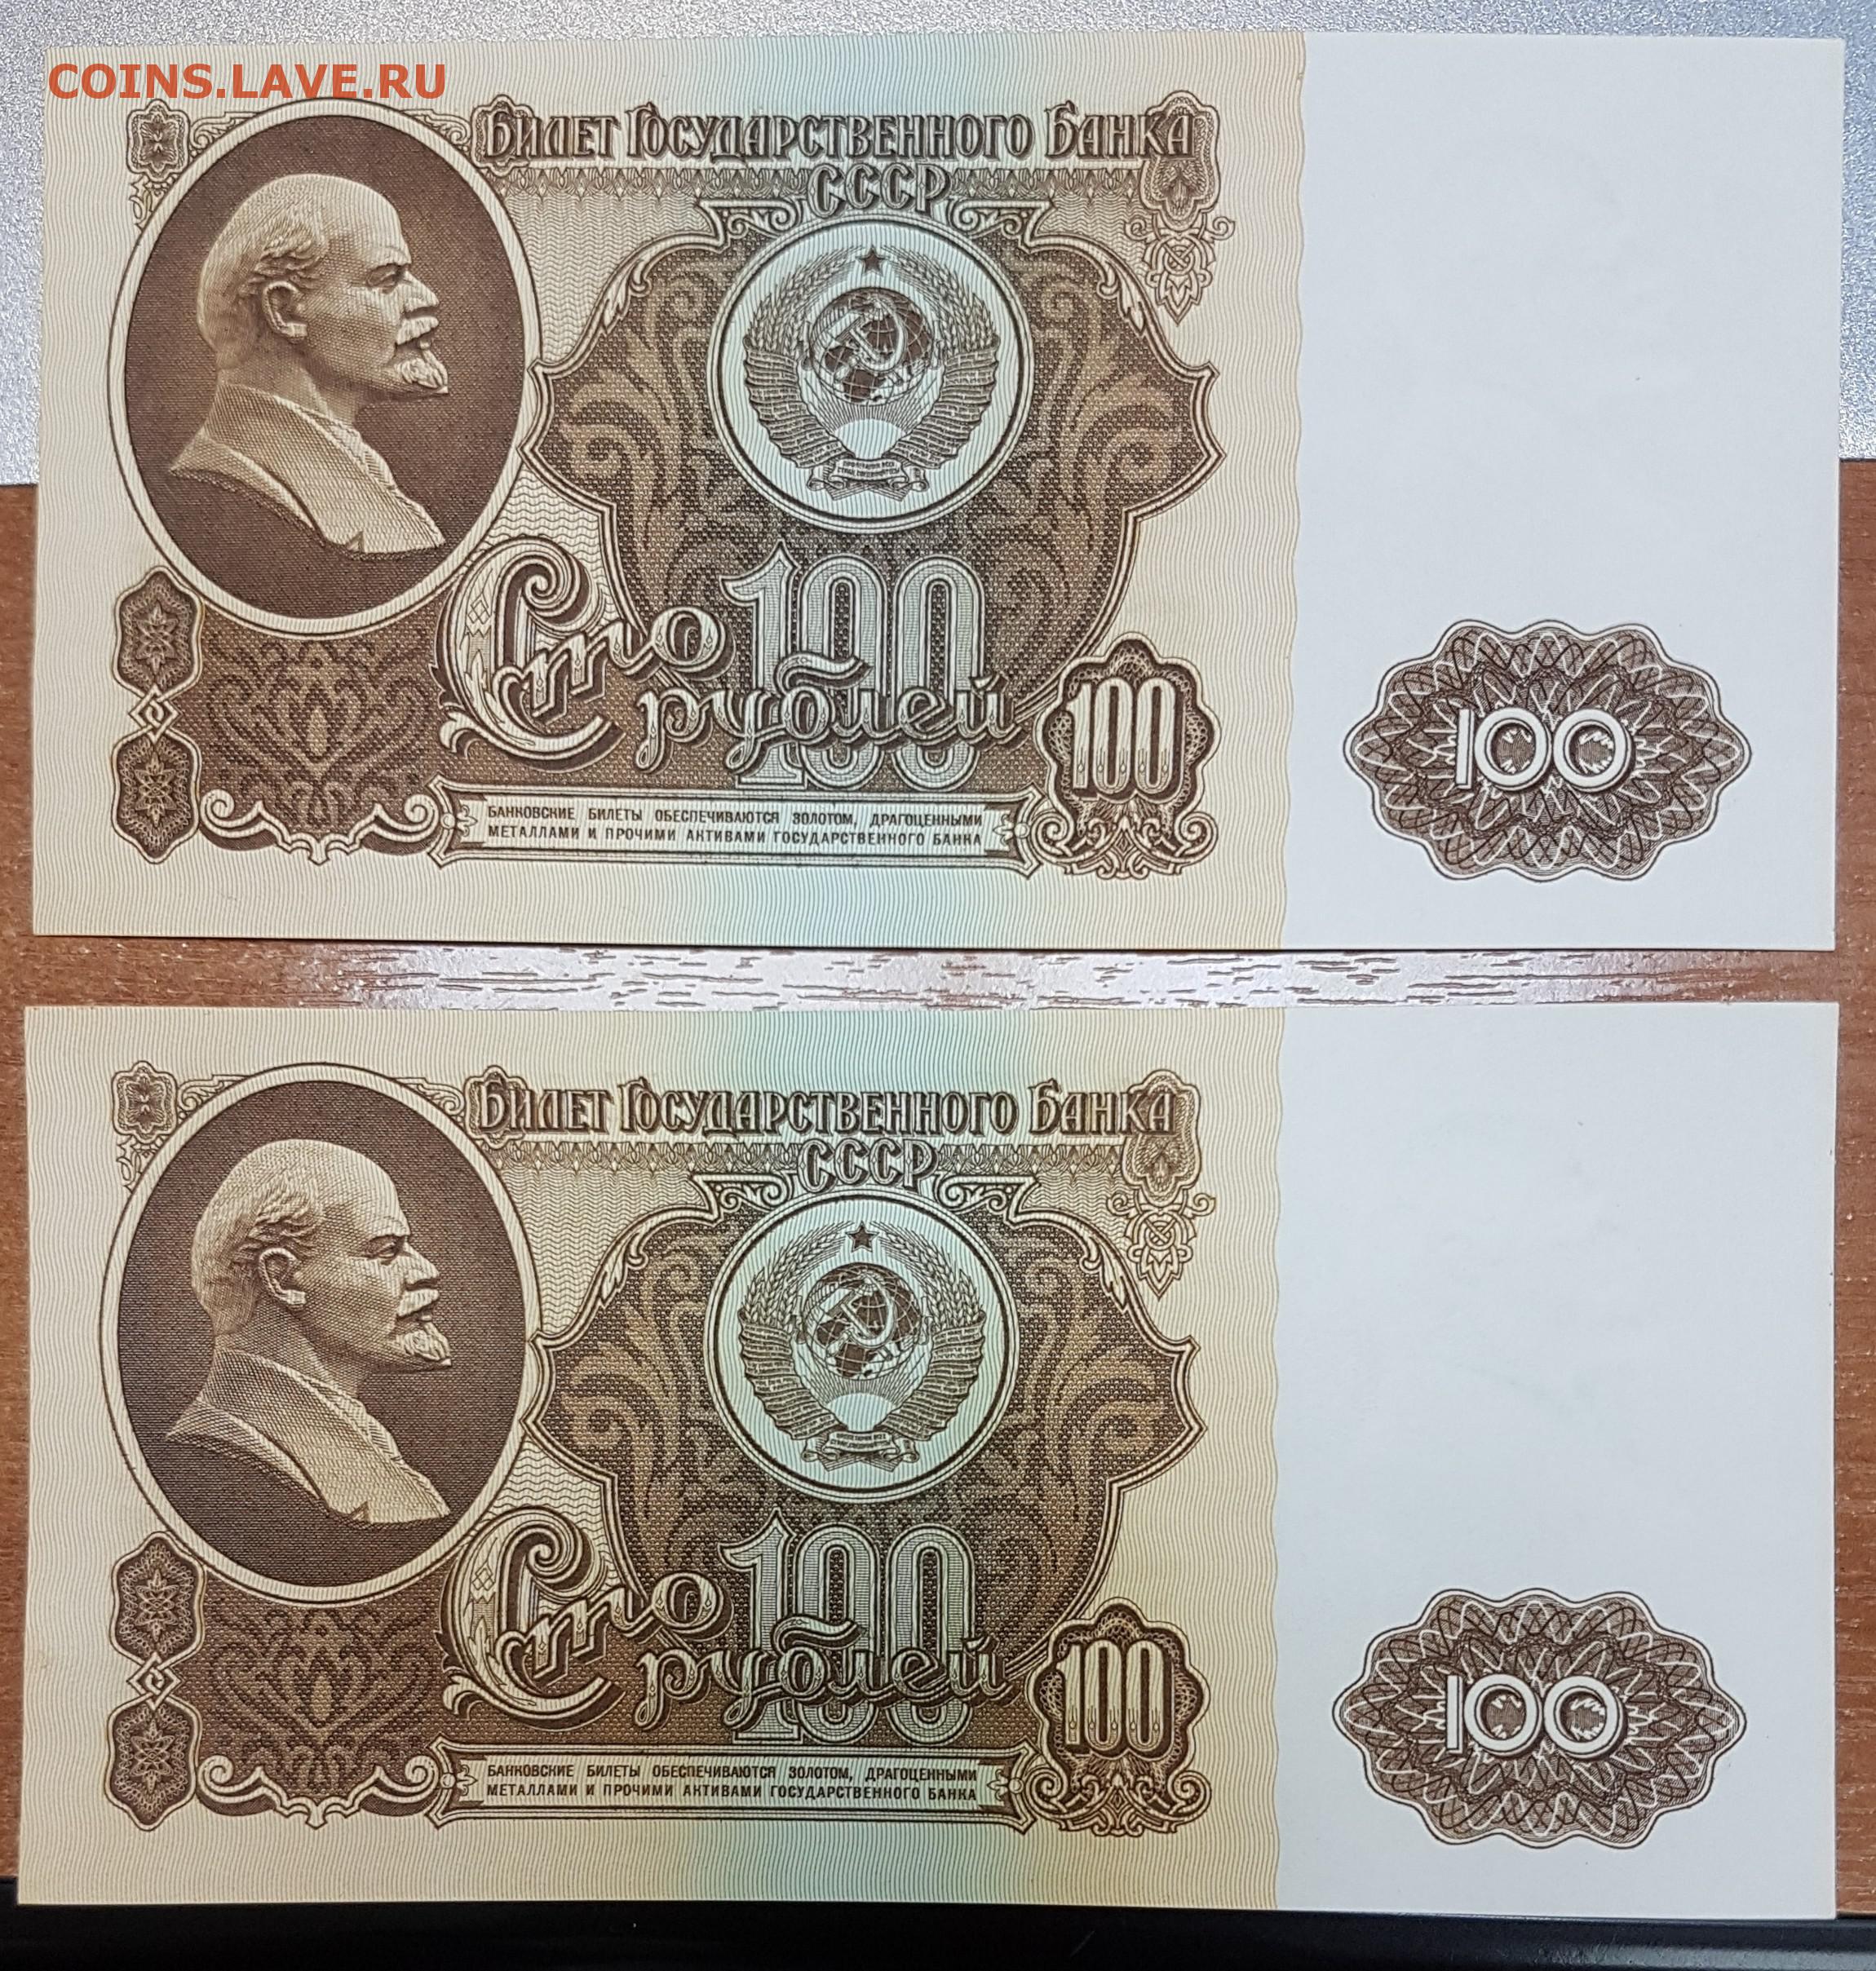 COINS.LAVE.RU
Билет Государственного Банка
СССР
Сто
100
рублей
100
100
БАНКОВСКИЕ БИЛЕТЫ ОБЕСПЕЧИВАЮТСЯ ЗОЛОТОМ, ДРАГОЦЕННЫМИ
МЕТАЛЛАМИ И ПРОЧИМИ АКТИВАМИ ГОСУДАРСТВЕННОГО БАНКА
Билет Государственного Банка
СССР
Сто
100
рублей
100
100
БАНКОВСКИЕ БИЛЕТЫ ОБЕСПЕЧИВАЮТСЯ ЗОЛОТОМ, ДРАГОЦЕННЫМИ
МЕТАЛЛАМИ И ПРОЧИМИ АКТИВАМИ ГОСУДАРСТВЕННОГО БАНКА